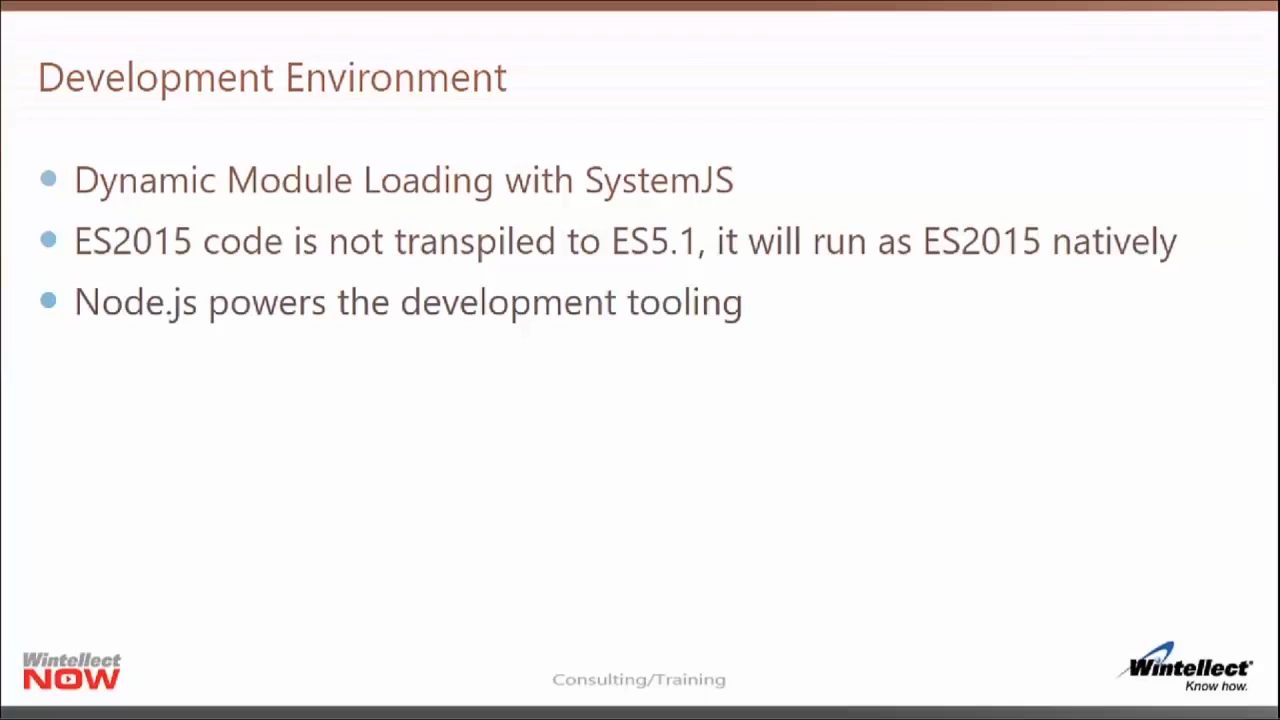 Development Environment
Dynamic Module Loading with SystemJS
ES2015 code is not transpiled to ES5.1, it will run as ES2015 natively
Node.js powers the development tooling
Wintellect
NOW
Consulting/Training
Wintellect
Know how.